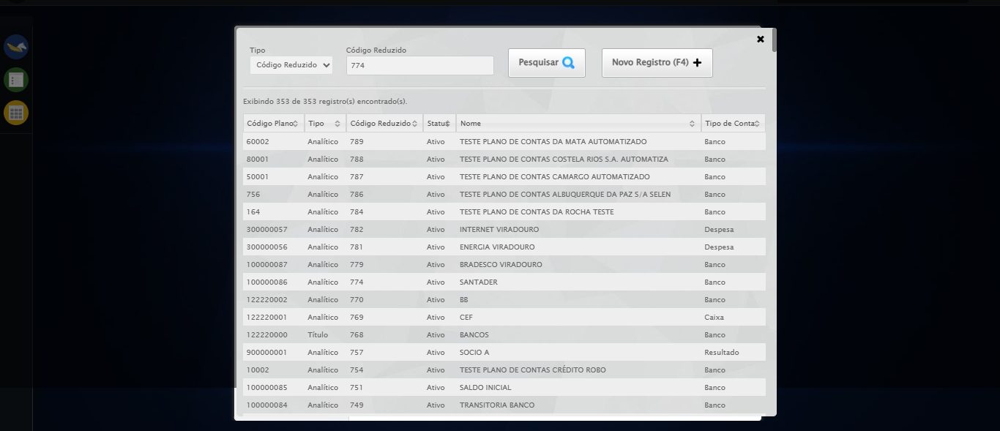 Tipo Código Reduzido
Código Reduzido 774 Pesquisar Novo Registro (F4)
Exibindo 353 de 353 registro(s) encontrado(s).
Código Plano Tipo Código Reduzido Status Nome Tipo de Conta
60002 Analítico 789 Ativo TESTE PLANO DE CONTAS DA MATA AUTOMATIZADO Banco
80001 Analítico 788 Ativo TESTE PLANO DE CONTAS COSTELA RIOS S.A. AUTOMATIZA Banco
50001 Analítico 787 Ativo TESTE PLANO DE CONTAS CAMARGO AUTOMATIZADO Banco
756 Analítico 786 Ativo TESTE PLANO DE CONTAS ALBUQUERQUE DA PAZ S/A SELEN Banco
164 Analítico 784 Ativo TESTE PLANO DE CONTAS DA ROCHA TESTE Banco
300000057 Analítico 782 Ativo INTERNET VIRADOURO Despesa
300000056 Analítico 781 Ativo ENERGIA VIRADOURO Despesa
100000087 Analítico 779 Ativo BRADESCO VIRADOURO Banco
100000086 Analítico 774 Ativo SANTADER Banco
122220002 Analítico 770 Ativo BB Banco
122220001 Analítico 769 Ativo CEF Caixa
122220000 Título 768 Ativo BANCOS Banco
900000001 Analítico 757 Ativo SOCIO A Resultado
10002 Analítico 754 Ativo TESTE PLANO DE CONTAS CRÉDITO ROBO Banco
100000085 Analítico 751 Ativo SALDO INICIAL Banco
100000084 Analítico 749 Ativo TRANSITORIA BANCO Banco